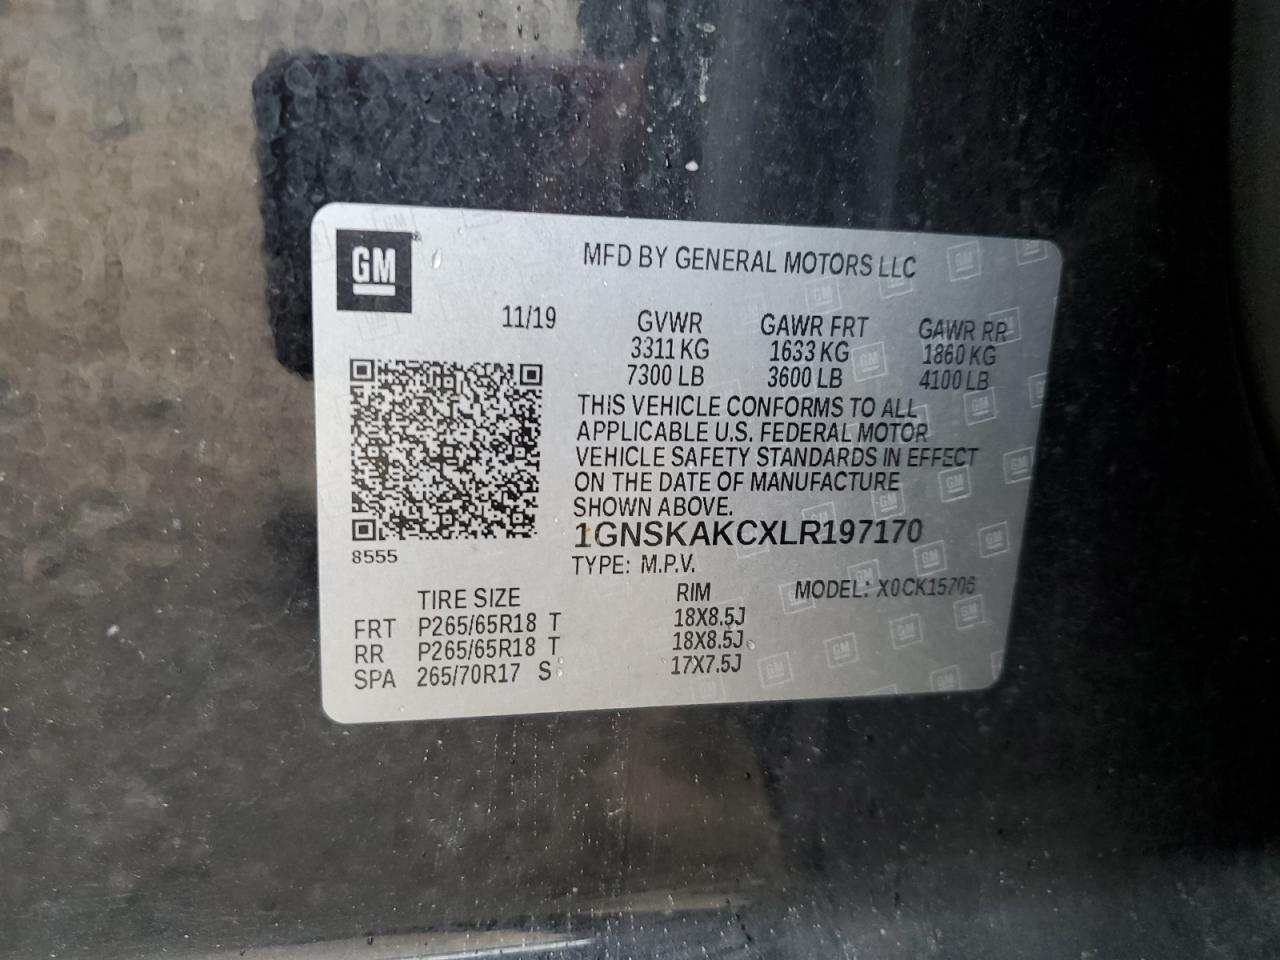 GM
MFD BY GENERAL MOTORS LLC
11/19 GVWR GAWR FRT GAWR RR
3311 KG 1633 KG 1860 KG
7300 LB 3600 LB 4100 LB
THIS VEHICLE CONFORMS TO ALL
APPLICABLE U.S. FEDERAL MOTOR
VEHICLE SAFETY STANDARDS IN EFFECT
ON THE DATE OF MANUFACTURE
SHOWN ABOVE.
1GNSKAKCXLR197170
8555
TYPE: M.P.V.
TIRE SIZE RIM MODEL: X0CK15706
FRT P265/65R18 T 18X8.5J
RR P265/65R18 T 18X8.5J
SPA 265/70R17 S 17X7.5J